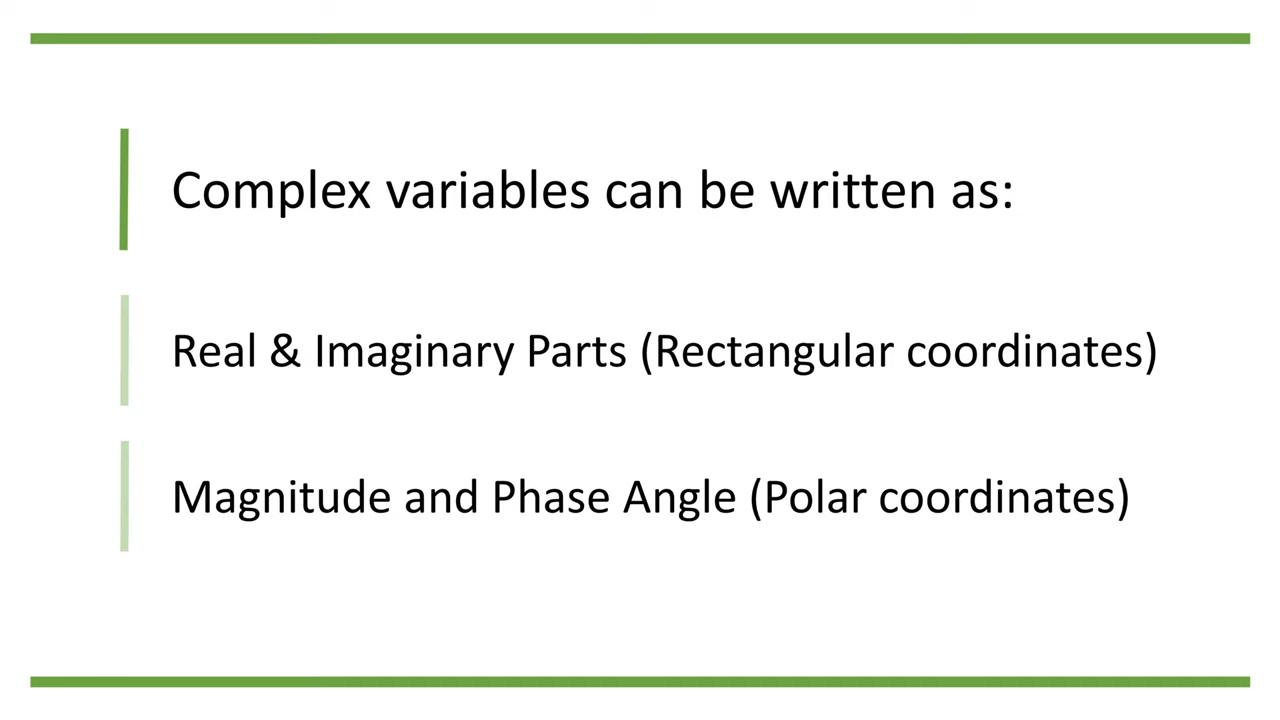 Complex variables can be written as:
Real & Imaginary Parts (Rectangular coordinates)
Magnitude and Phase Angle (Polar coordinates)